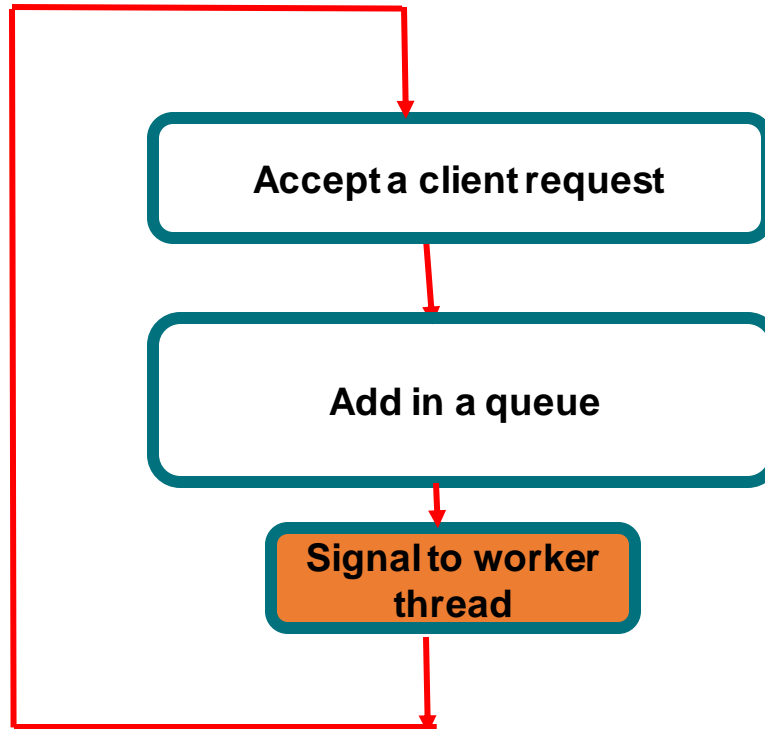 Accept a client request
Add in a queue
Signal to worker
thread